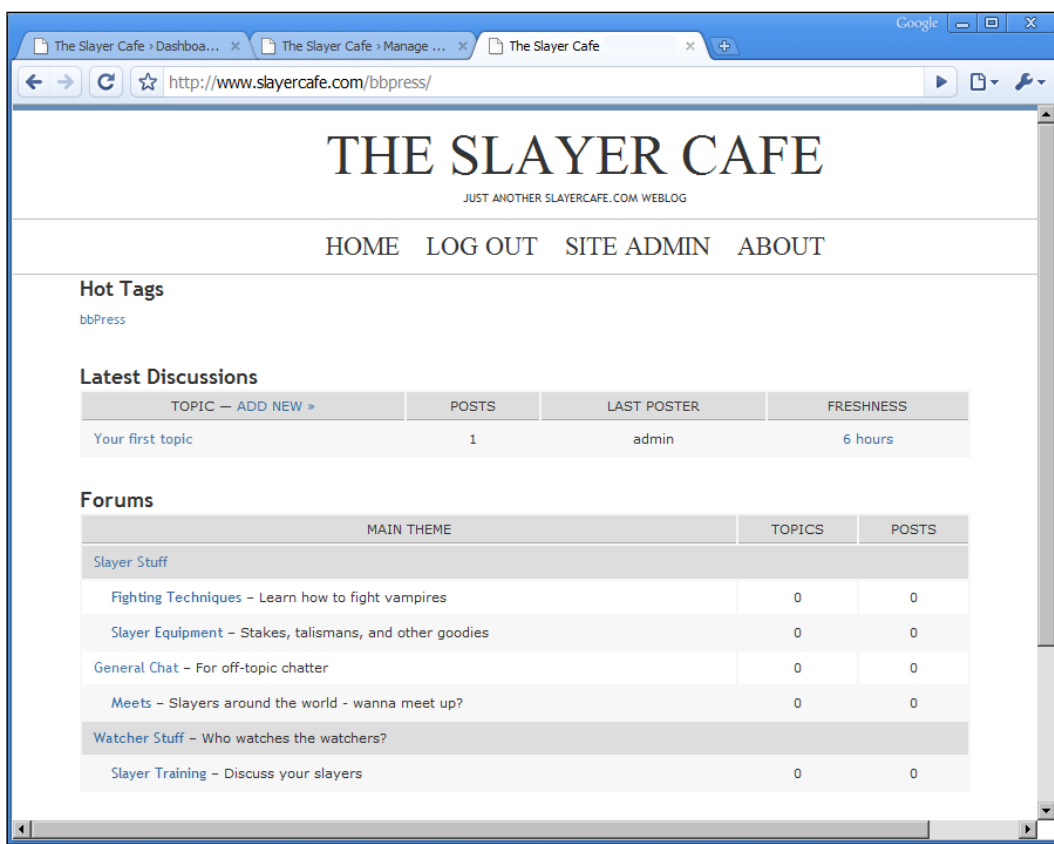 Google
The Slayer Cafe › Dashboa...
The Slayer Cafe › Manage ...
The Slayer Cafe
http://www.slayercafe.com/bbpress/
THE SLAYER CAFE
JUST ANOTHER SLAYERCAFE.COM WEBLOG
HOME LOG OUT SITE ADMIN ABOUT
Hot Tags
bbPress
Latest Discussions
TOPIC — ADD NEW » POSTS LAST POSTER FRESHNESS
Your first topic 1 admin 6 hours
Forums
MAIN THEME TOPICS POSTS
Slayer Stuff
Fighting Techniques – Learn how to fight vampires 0 0
Slayer Equipment – Stakes, talismans, and other goodies 0 0
General Chat – For off-topic chatter 0 0
Meets – Slayers around the world - wanna meet up? 0 0
Watcher Stuff – Who watches the watchers?
Slayer Training – Discuss your slayers 0 0